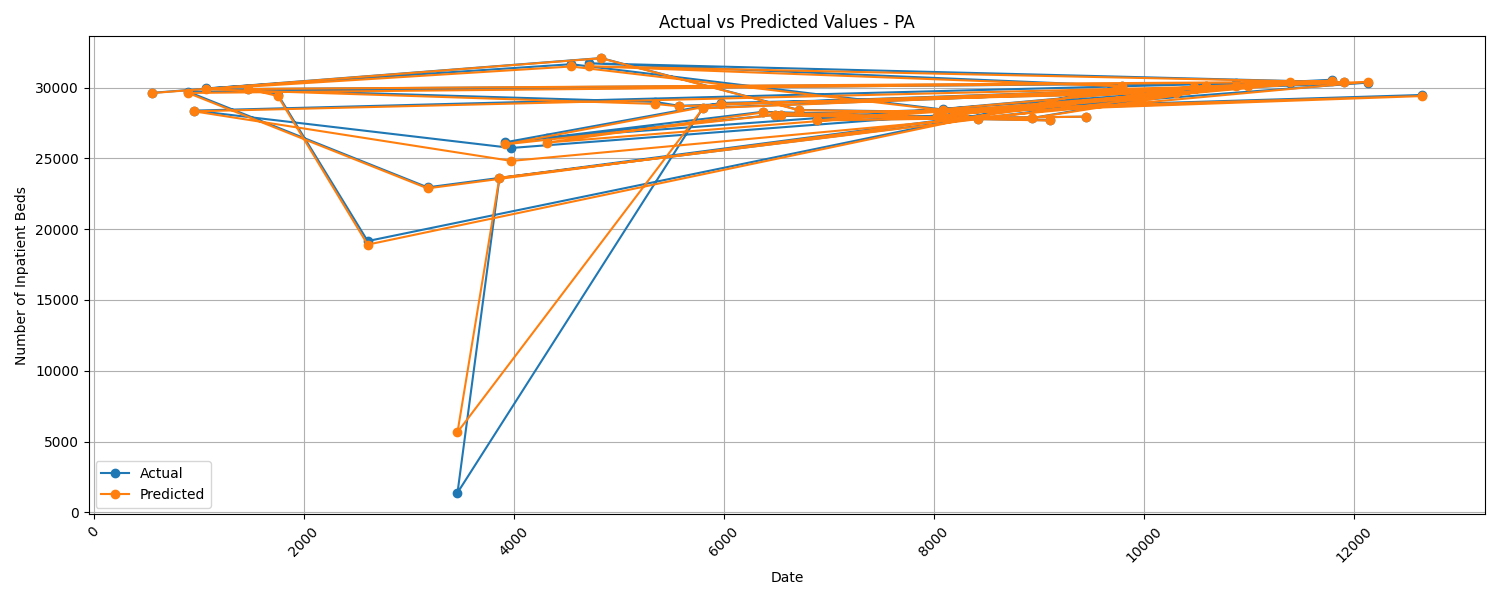 Actual vs Predicted Values - PA
Number of Inpatient Beds
30000
25000
20000
15000
10000
5000
0
Actual
Predicted
0
2000
4000
6000
8000
10000
12000
Date